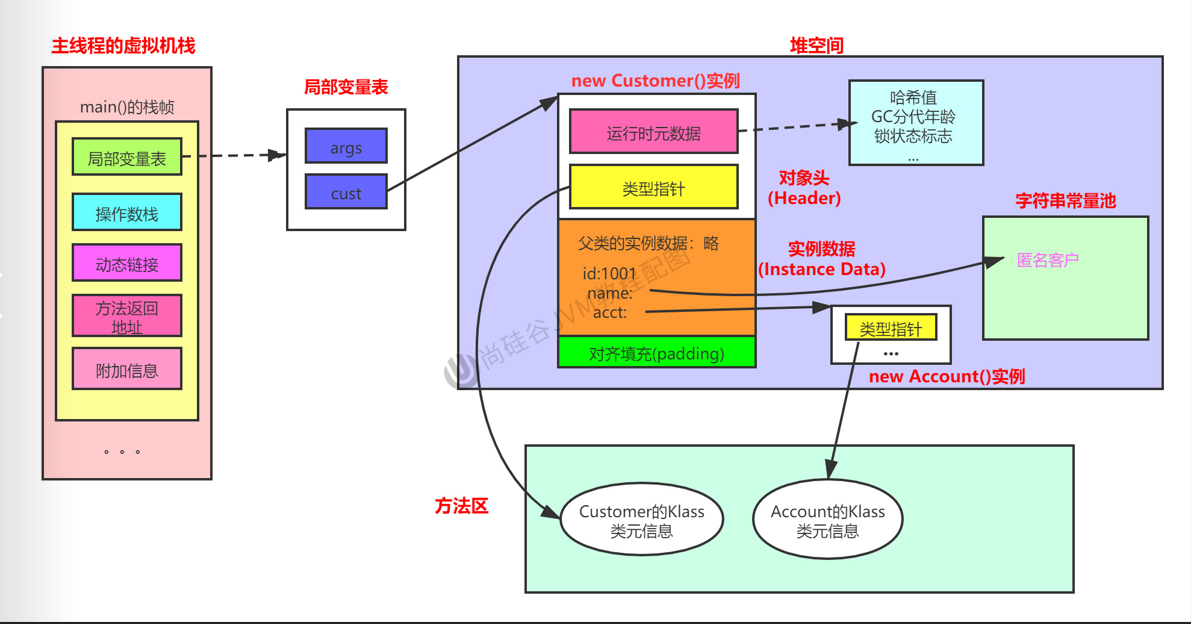 主线程的虚拟机栈
main()的栈帧
局部变量表
操作数栈
动态链接
方法返回
地址
附加信息
。。。
局部变量表
args
cust
堆空间
new Customer()实例
运行时元数据
类型指针
哈希值
GC分代年龄
锁状态标志
...
对象头
(Header)
父类的实例数据：略
id:1001
name:
acct:
实例数据
(Instance Data)
对齐填充(padding)
字符串常量池
匿名客户
类型指针
...
new Account()实例
尚硅谷JVM教程配图
方法区
Customer的Klass
类元信息
Account的Klass
类元信息